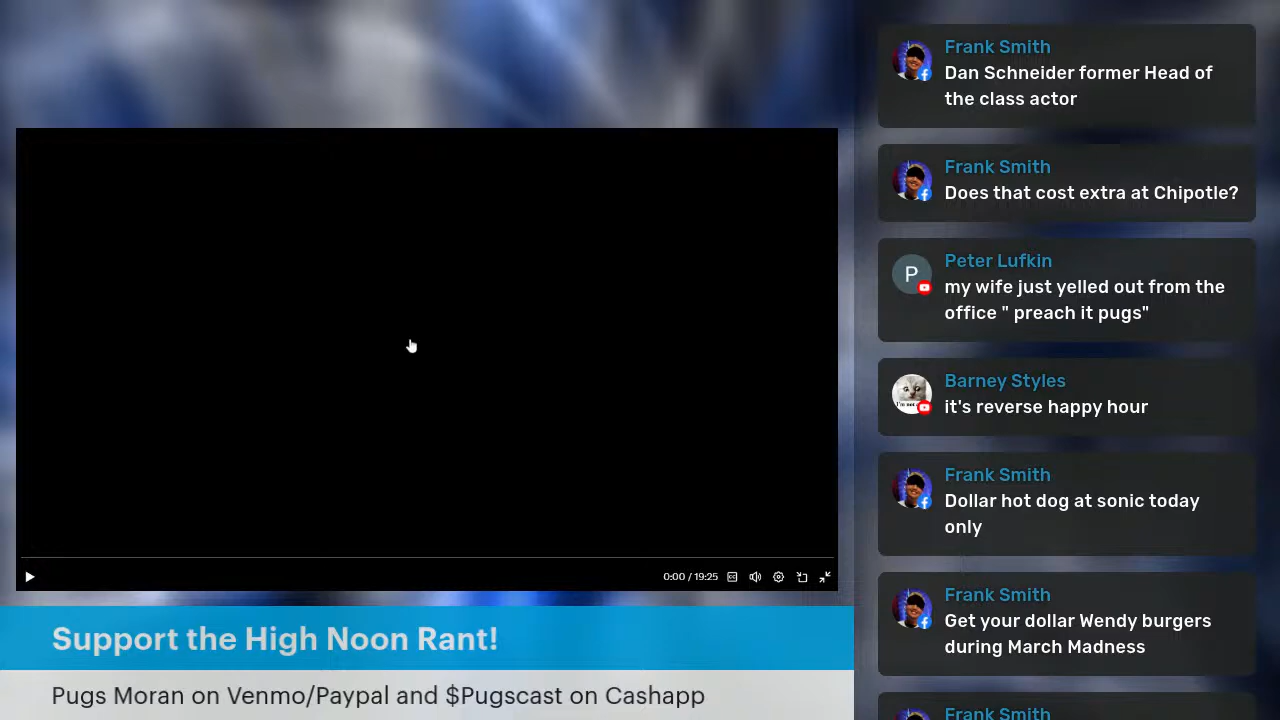 Frank Smith
Dan Schneider former Head of
the class actor
Frank Smith
Does that cost extra at Chipotle?
P
Peter Lufkin
my wife just yelled out from the
office " preach it pugs"
Barney Styles
it's reverse happy hour
Frank Smith
Dollar hot dog at sonic today
only
Frank Smith
Get your dollar Wendy burgers
during March Madness
Frank Smith
0:00 / 19:25
Support the High Noon Rant!
Pugs Moran on Venmo/Paypal and $Pugscast on Cashapp